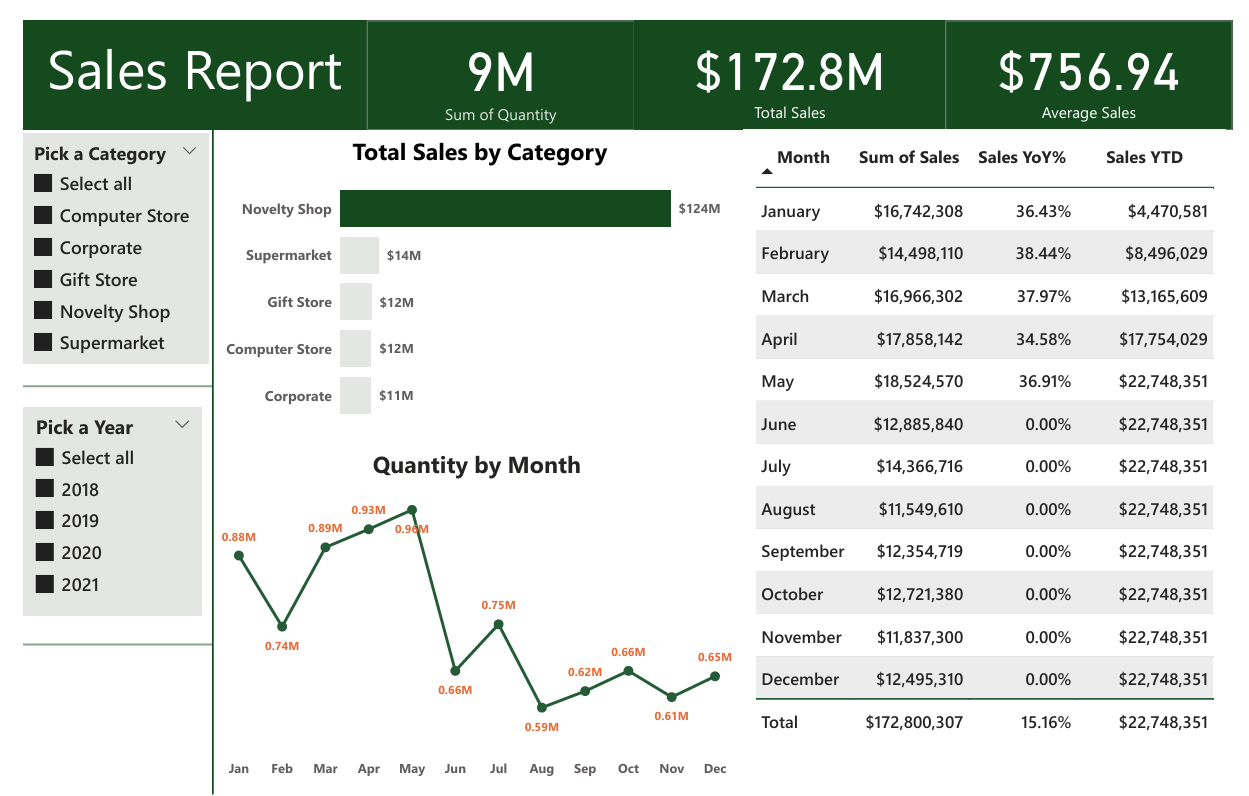 Sales Report
9M
Sum of Quantity
$172.8M
Total Sales
$756.94
Average Sales
Pick a Category
Select all
Computer Store
Corporate
Gift Store
Novelty Shop
Supermarket
Pick a Year
Select all
2018
2019
2020
2021
Total Sales by Category
Novelty Shop $124M
Supermarket $14M
Gift Store $12M
Computer Store $12M
Corporate $11M
Quantity by Month
0.88M
0.74M
0.89M
0.93M
0.96M
0.66M
0.75M
0.59M
0.62M
0.66M
0.61M
0.65M
Jan Feb Mar Apr May Jun Jul Aug Sep Oct Nov Dec
Month Sum of Sales Sales YoY% Sales YTD
January $16,742,308 36.43% $4,470,581
February $14,498,110 38.44% $8,496,029
March $16,966,302 37.97% $13,165,609
April $17,858,142 34.58% $17,754,029
May $18,524,570 36.91% $22,748,351
June $12,885,840 0.00% $22,748,351
July $14,366,716 0.00% $22,748,351
August $11,549,610 0.00% $22,748,351
September $12,354,719 0.00% $22,748,351
October $12,721,380 0.00% $22,748,351
November $11,837,300 0.00% $22,748,351
December $12,495,310 0.00% $22,748,351
Total $172,800,307 15.16% $22,748,351